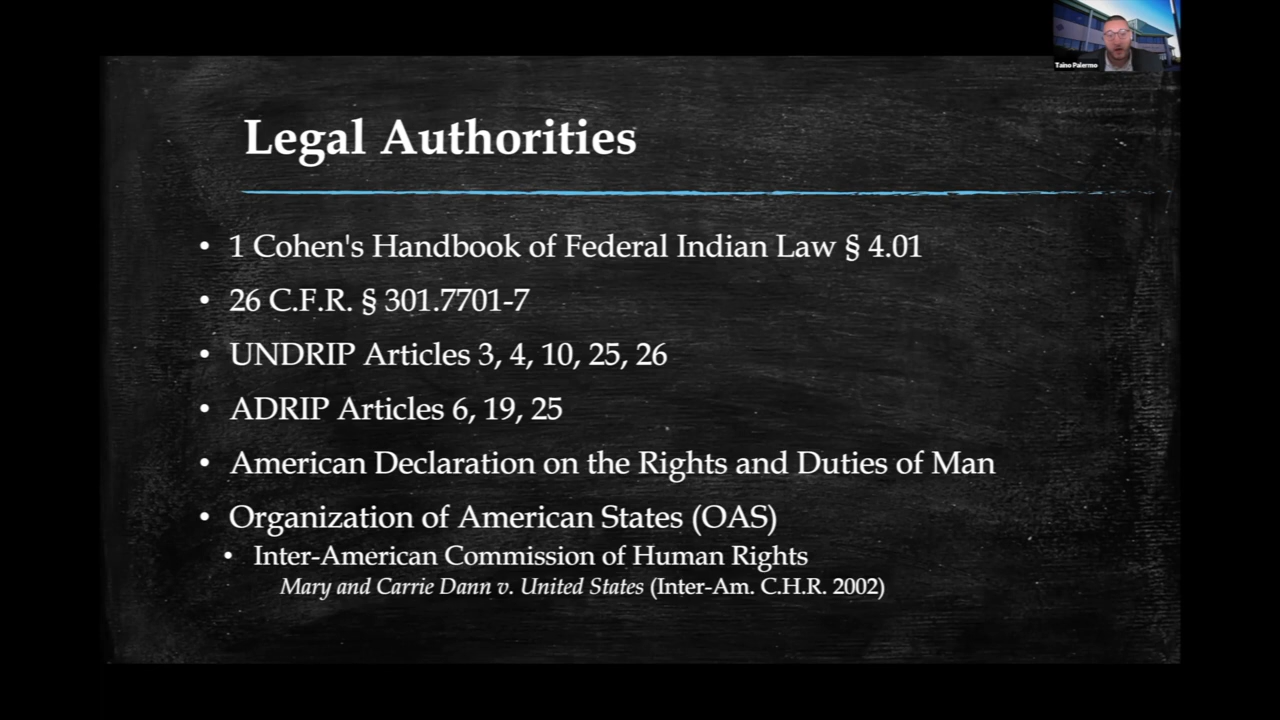 Taino Palermo
Legal Authorities
• 1 Cohen's Handbook of Federal Indian Law § 4.01
• 26 C.F.R. § 301.7701-7
• UNDRIP Articles 3, 4, 10, 25, 26
• ADRIP Articles 6, 19, 25
• American Declaration on the Rights and Duties of Man
• Organization of American States (OAS)
• Inter-American Commission of Human Rights
Mary and Carrie Dann v. United States (Inter-Am. C.H.R. 2002)